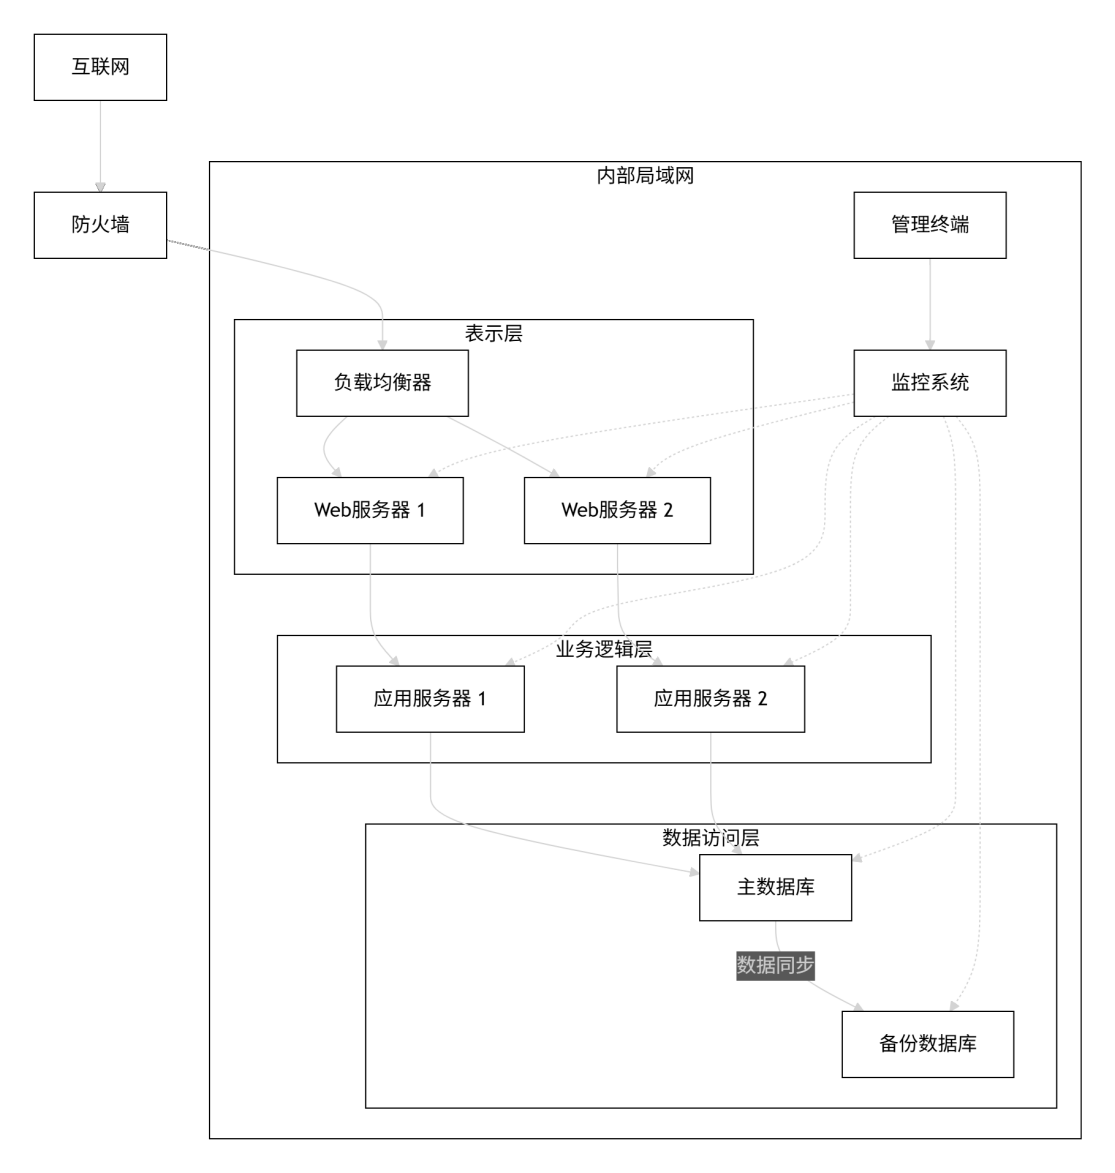 互联网
内部局域网
防火墙
管理终端
表示层
负载均衡器
监控系统
Web服务器 1
Web服务器 2
业务逻辑层
应用服务器 1
应用服务器 2
数据访问层
主数据库
数据同步
备份数据库